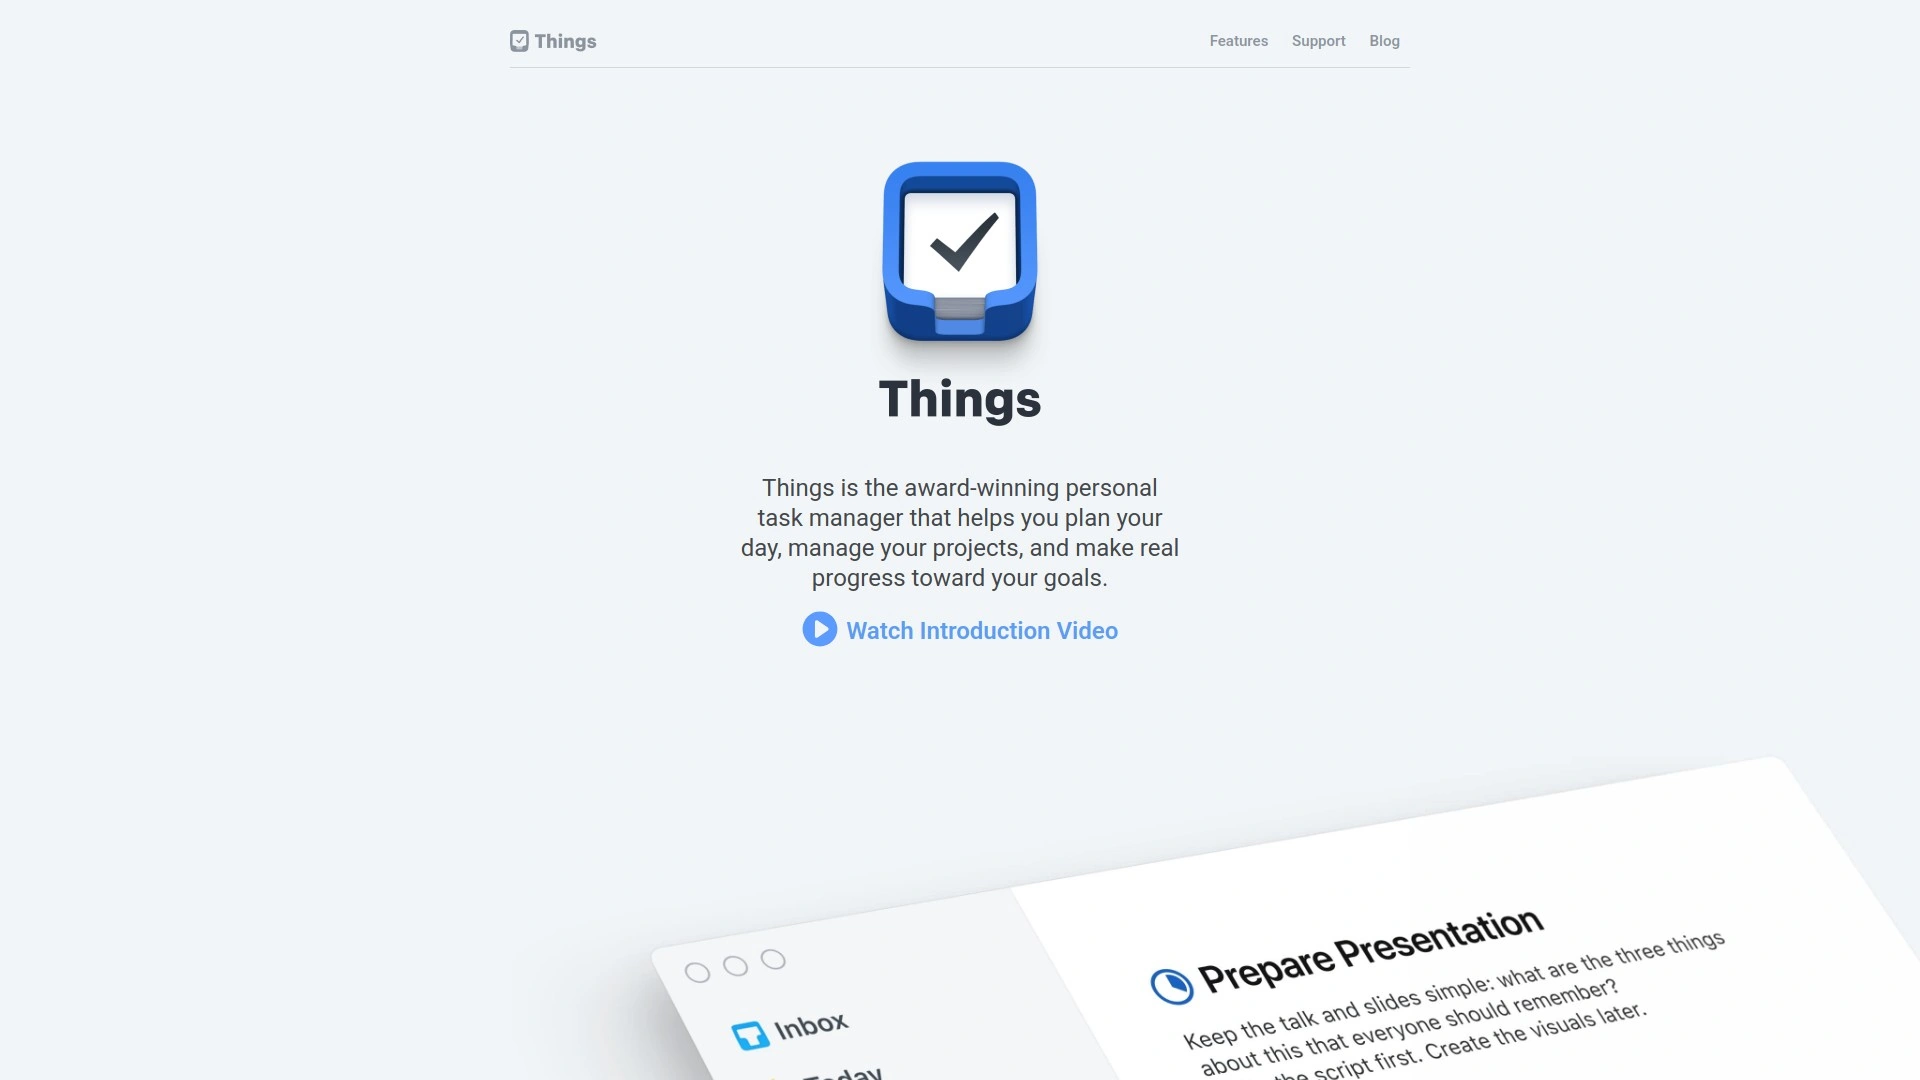 Things
Features Support Blog
Things
Things is the award-winning personal
task manager that helps you plan your
day, manage your projects, and make real
progress toward your goals.
Watch Introduction Video
Prepare Presentation
Keep the talk and slides simple: what are the three things
about this that everyone should remember?
the script first. Create the visuals later.
Inbox
Today